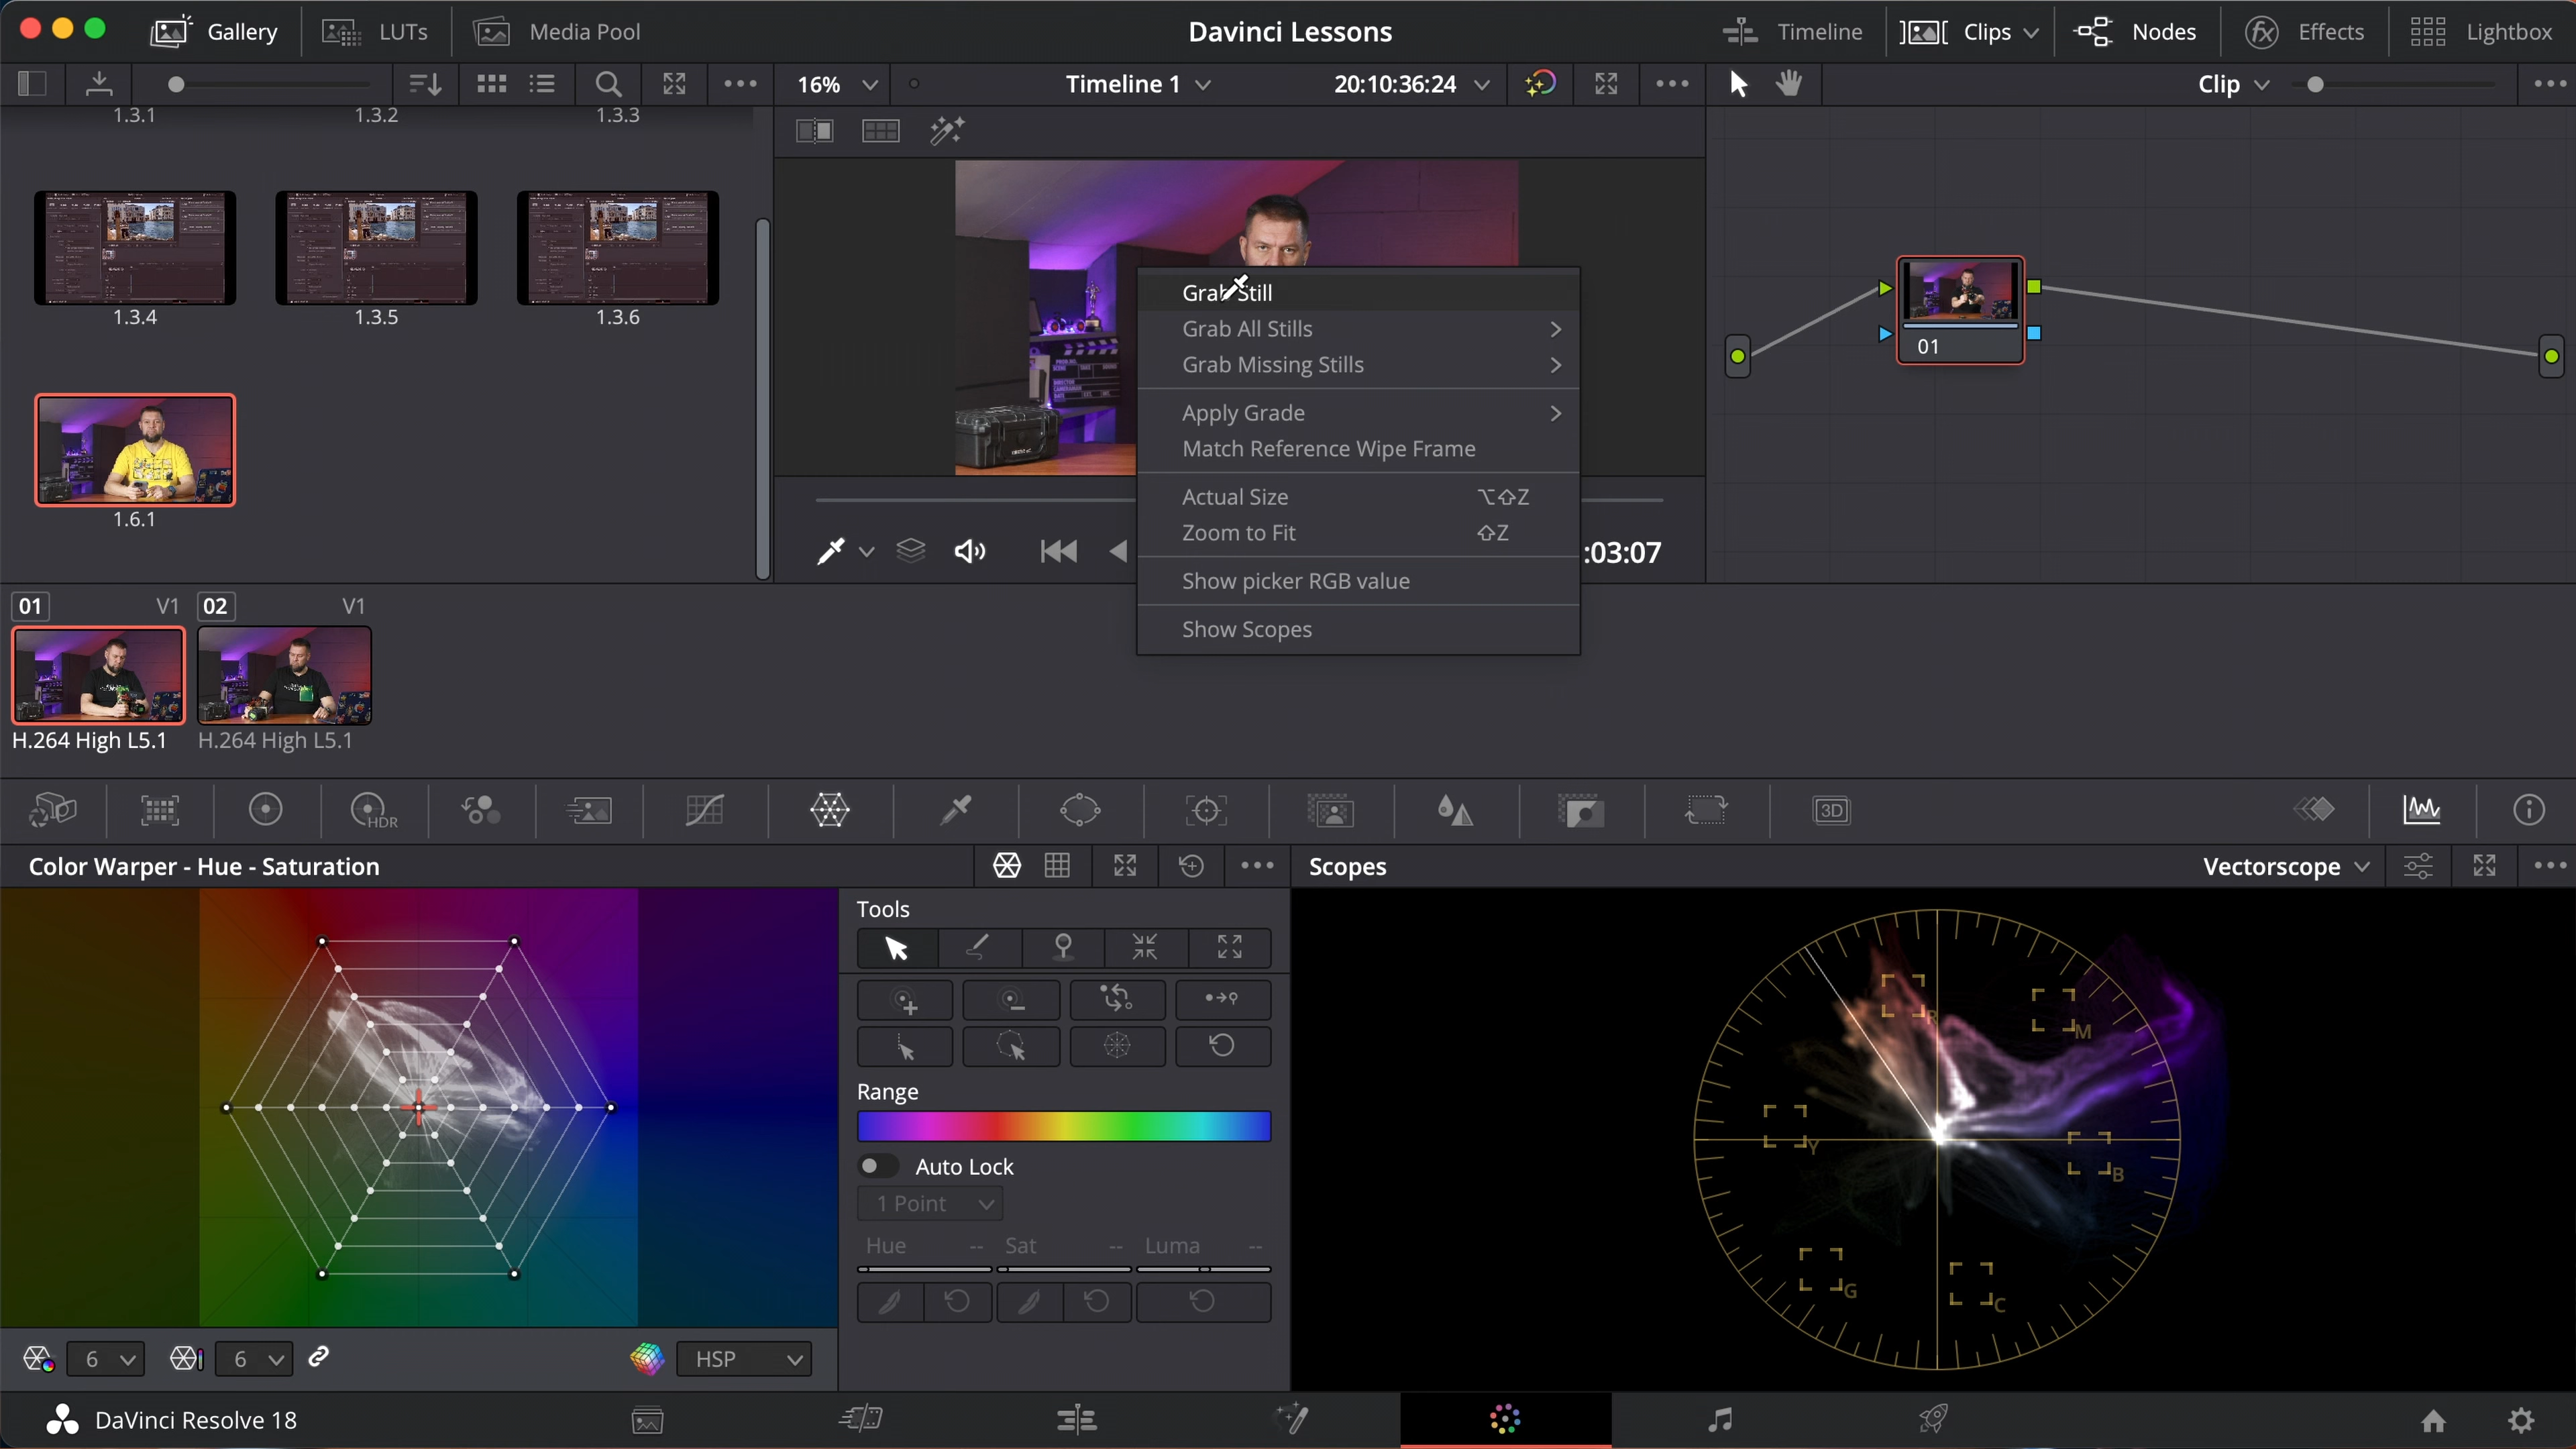 Gallery LUTs Media Pool Davinci Lessons Timeline Clips Nodes Effects Lightbox
16% Timeline 1 20:10:36:24 Clip
1.3.1 1.3.2 1.3.3
1.3.4 1.3.5 1.3.6
1.6.1
Grab Still
Grab All Stills
Grab Missing Stills
Apply Grade
Match Reference Wipe Frame
Actual Size ⌥⇧Z
Zoom to Fit ⇧Z
Show picker RGB value
Show Scopes
:03:07
01
01 V1 02 V1
H.264 High L5.1 H.264 High L5.1
HDR
3D
Color Warper - Hue - Saturation
Tools
Range
Auto Lock
1 Point
Hue -- Sat -- Luma --
6 6 HSP
Scopes Vectorscope
R
M
Y
B
G
C
DaVinci Resolve 18